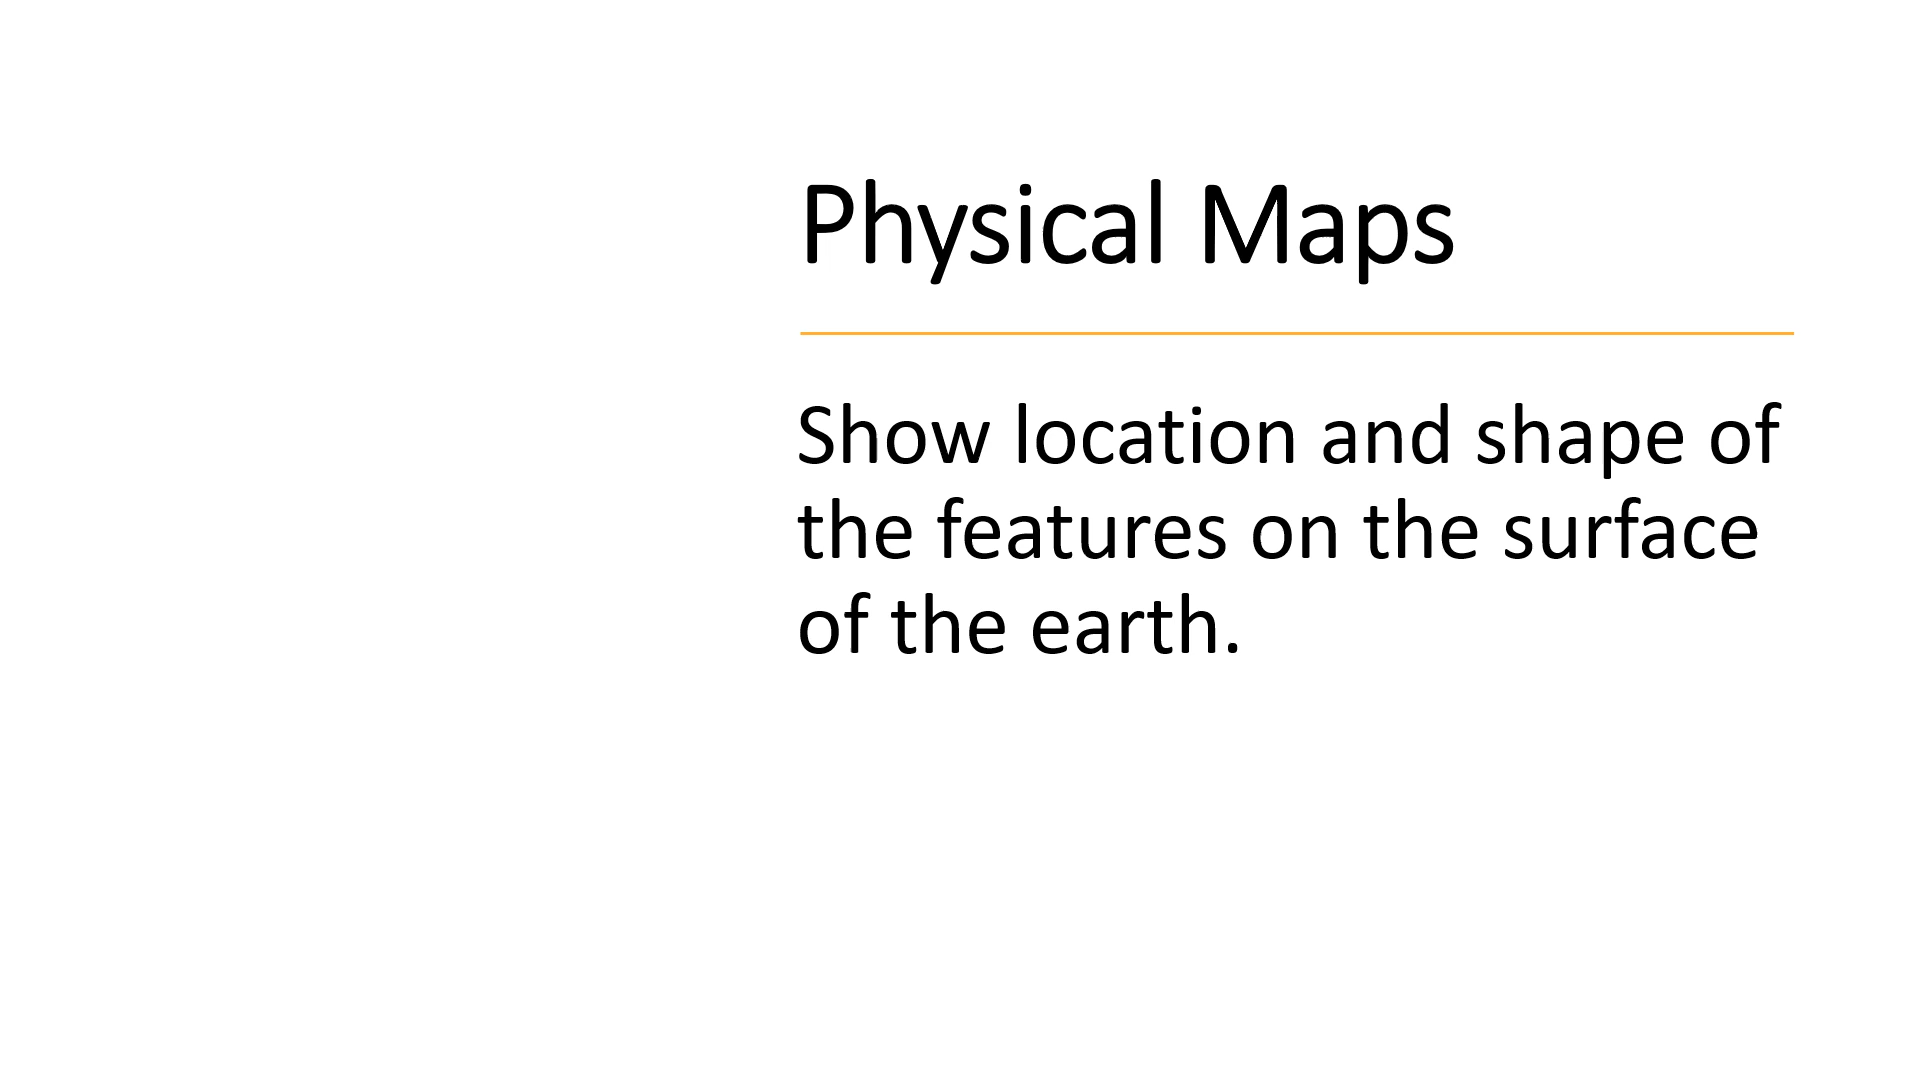 Physical Maps
Show location and shape of
the features on the surface
of the earth.